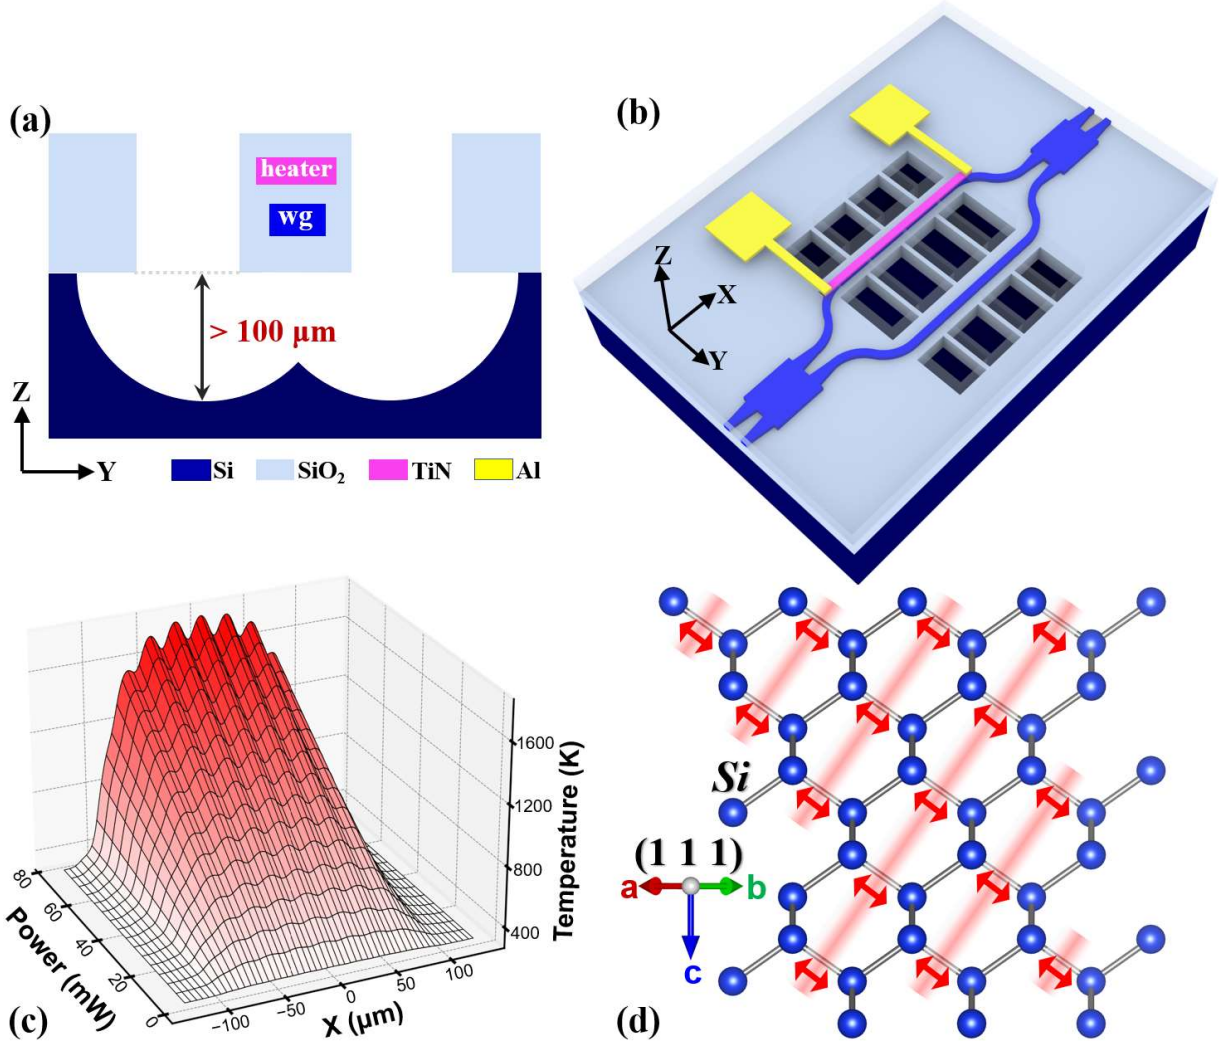 (a)
heater
wg
> 100 μm
Z
Y
Si
SiO₂
TiN
Al
(b)
Z
X
Y
(c)
Temperature (K)
1600
1200
800
400
Power (mW)
80
60
40
20
0
X (μm)
−100
−50
0
50
100
(d)
Si
(1 1 1)
a
b
c